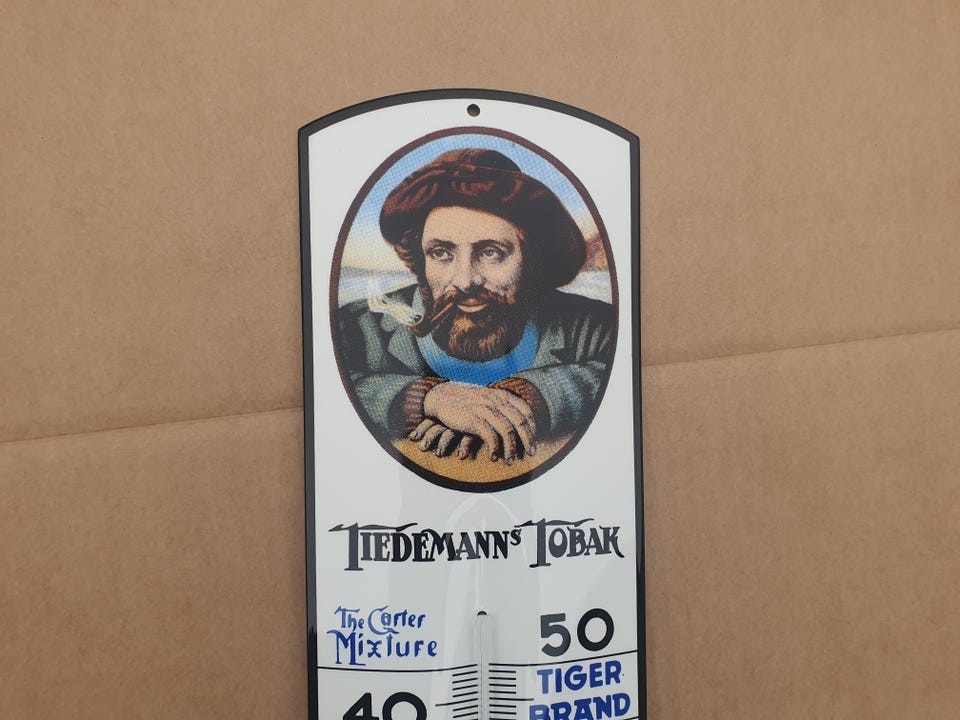 TIEDEMANNS TOBAK
The Carter
Mixture
50
TIGER
BRAND
40